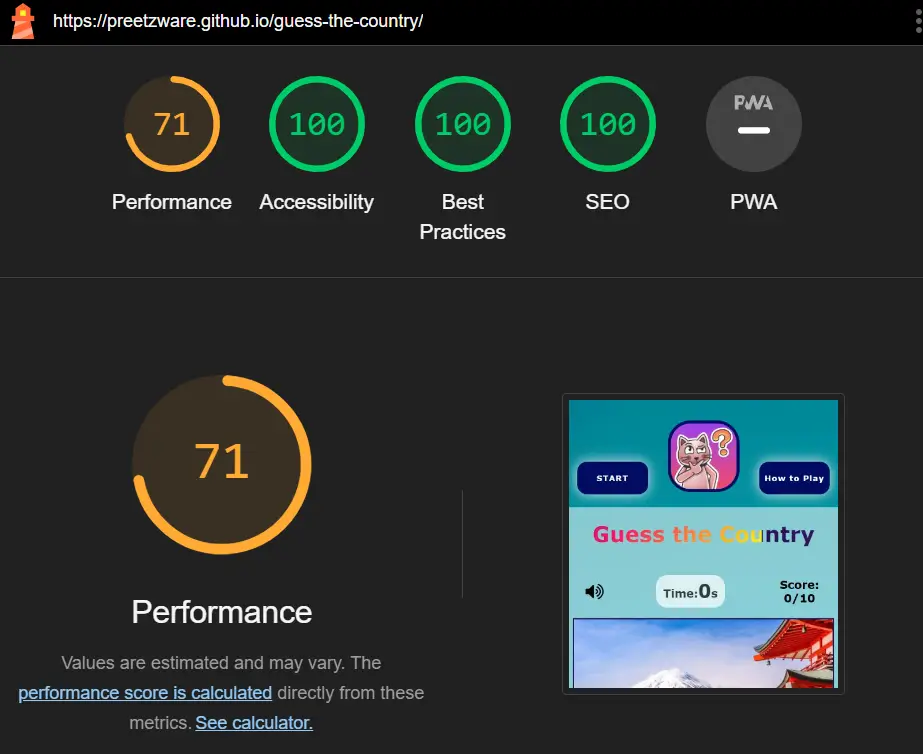 https://preetzware.github.io/guess-the-country/
71
100
100
100
PWA
Performance
Accessibility
Best
Practices
SEO
PWA
71
Performance
Values are estimated and may vary. The
performance score is calculated directly from these
metrics. See calculator.
?
START
How to Play
Guess the Country
Time:0s
Score:
0/10